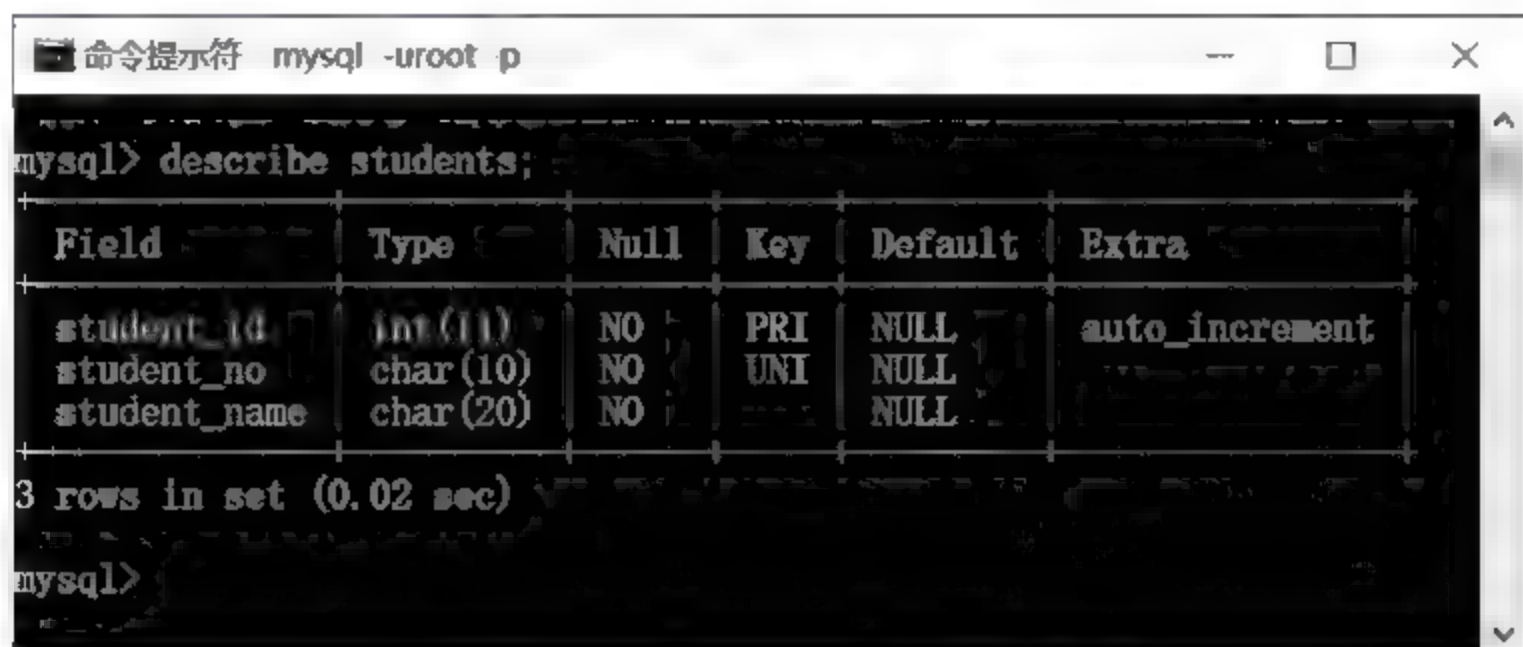 命令提示符 mysql -uroot p
mysql> describe students;
Field Type Null Key Default Extra
student_id int(11) NO PRI NULL auto_increment
student_no char(10) NO UNI NULL
student_name char(20) NO NULL
3 rows in set (0.02 sec)
mysql>